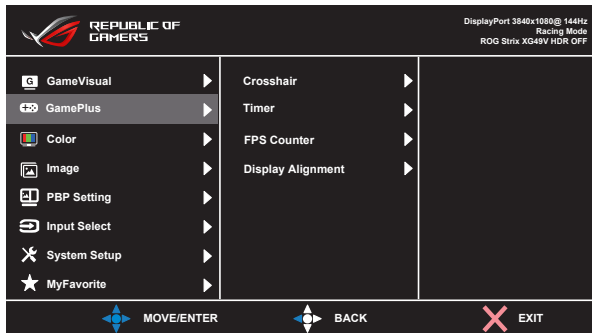 REPUBLIC OF
GAMERS
DisplayPort 3840x1080@ 144Hz
Racing Mode
ROG Strix XG49V HDR OFF
G GameVisual
GamePlus
Color
Image
PBP Setting
Input Select
System Setup
MyFavorite
Crosshair
Timer
FPS Counter
Display Alignment
MOVE/ENTER
BACK
EXIT